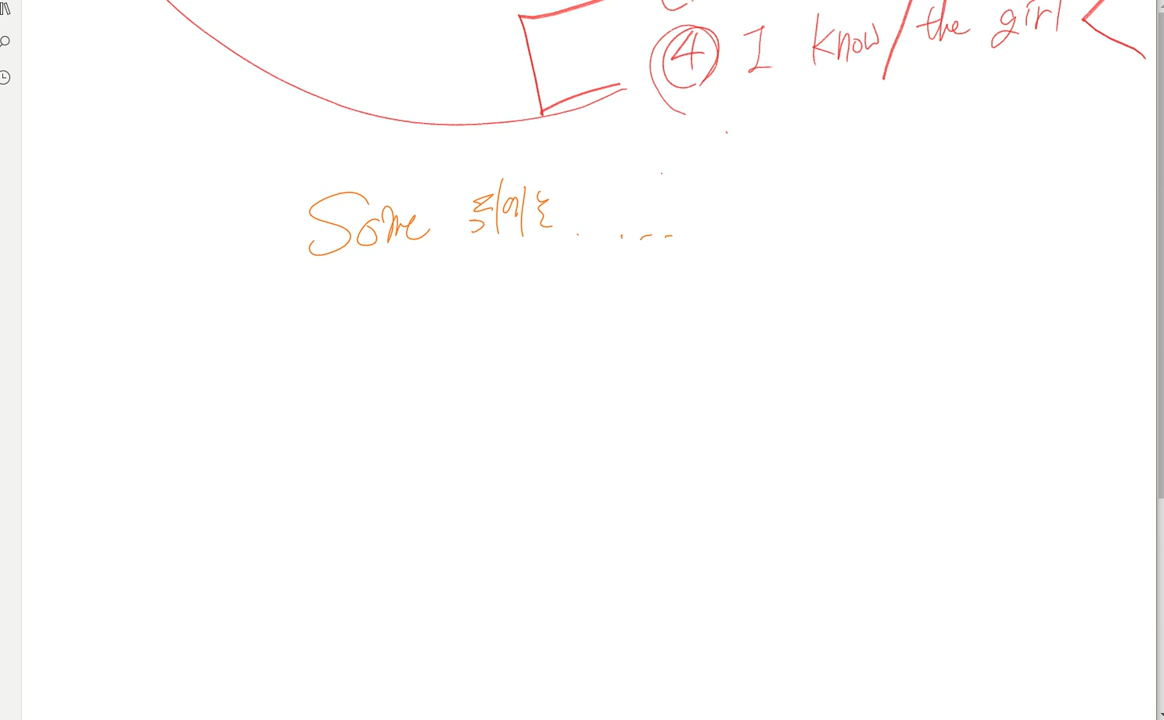 ④ I know / the girl <
Some